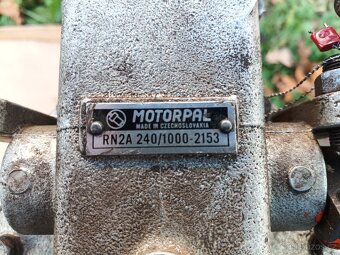 MOTORPAL
MADE IN CZECHOSLOVAKIA
RN2A 240/1000-2153